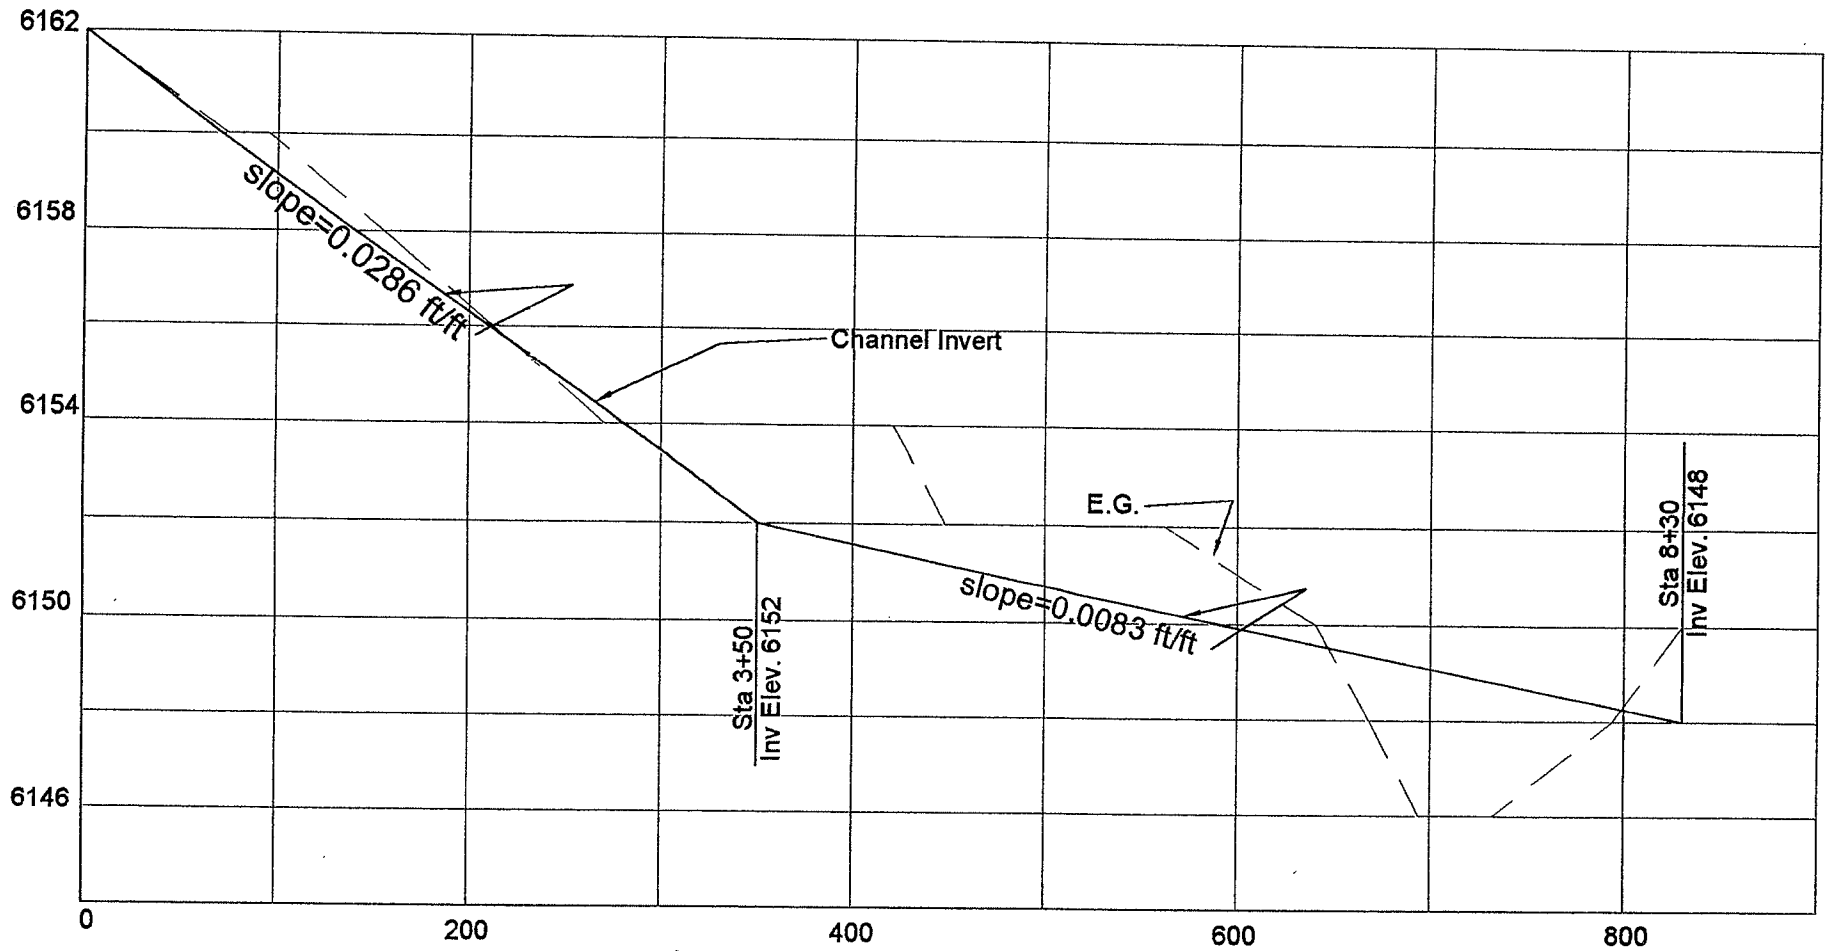 6162
6158
6154
6150
6146
slope=0.0286 ft/ft
Channel Invert
E.G.
slope=0.0083 ft/ft
Sta 3+50
Inv Elev. 6152
Sta 8+30
Inv Elev. 6148
0
200
400
600
800